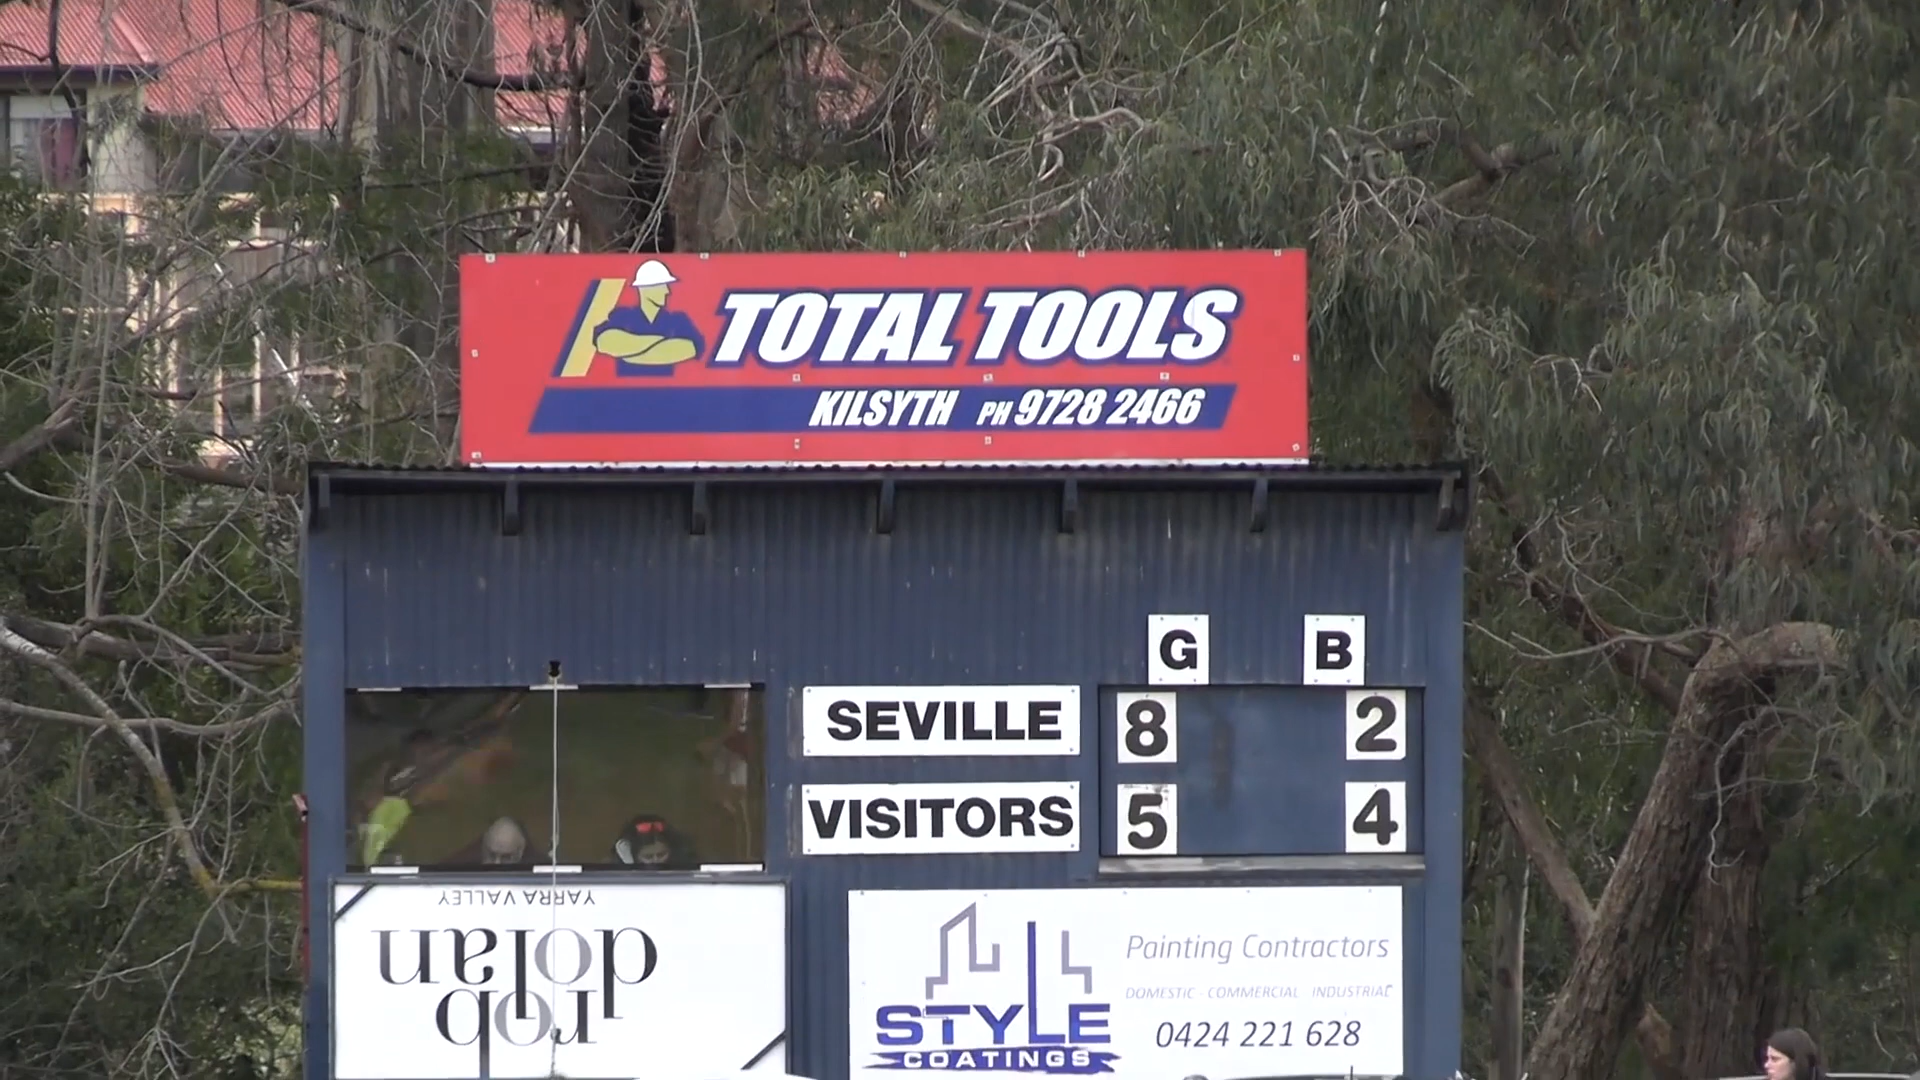 TOTAL TOOLS
KILSYTH PH 9728 2466
G B
SEVILLE 8 2
VISITORS 5 4
rob
dolan
YARRA VALLEY
STYLE
COATINGS
Painting Contractors
DOMESTIC - COMMERCIAL - INDUSTRIAL
0424 221 628